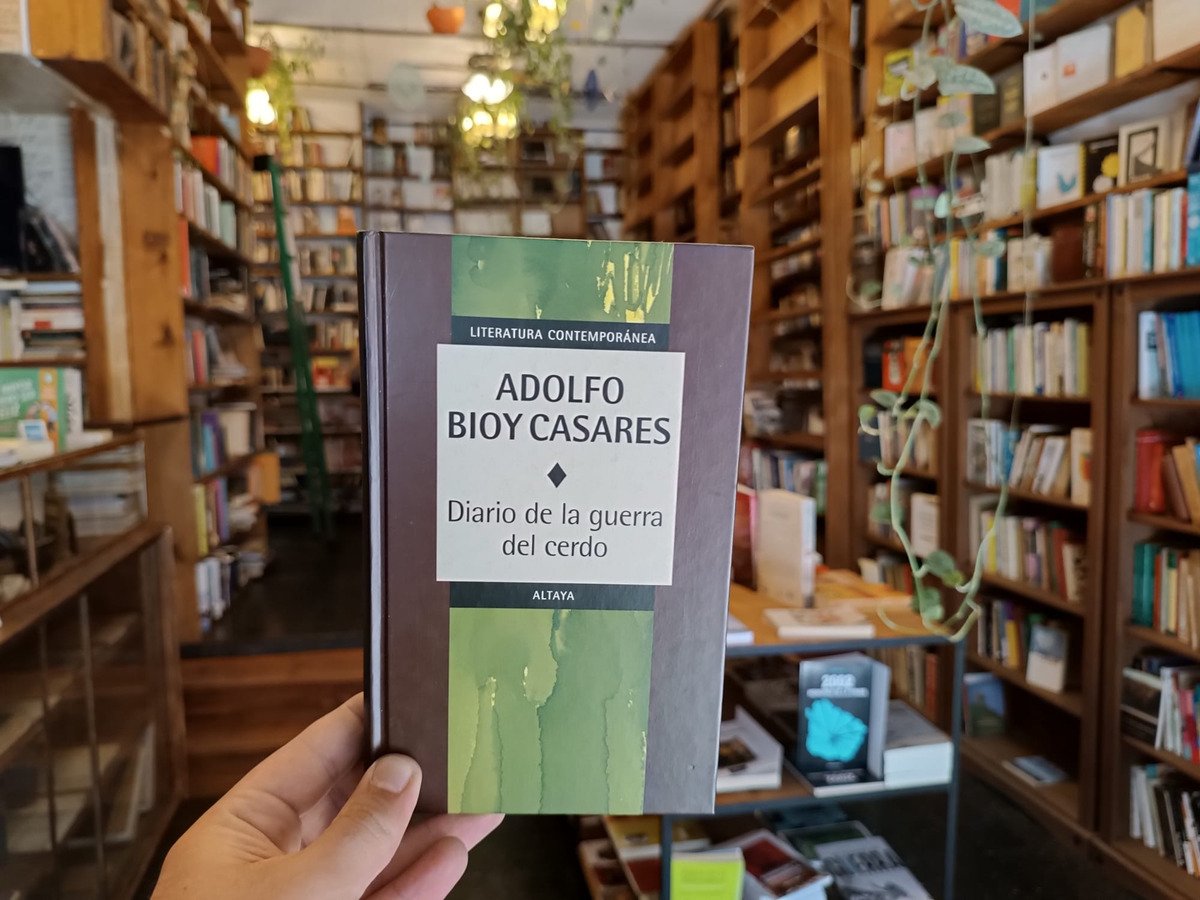 LITERATURA CONTEMPORÁNEA
ADOLFO
BIOY CASARES
Diario de la guerra
del cerdo
ALTAYA